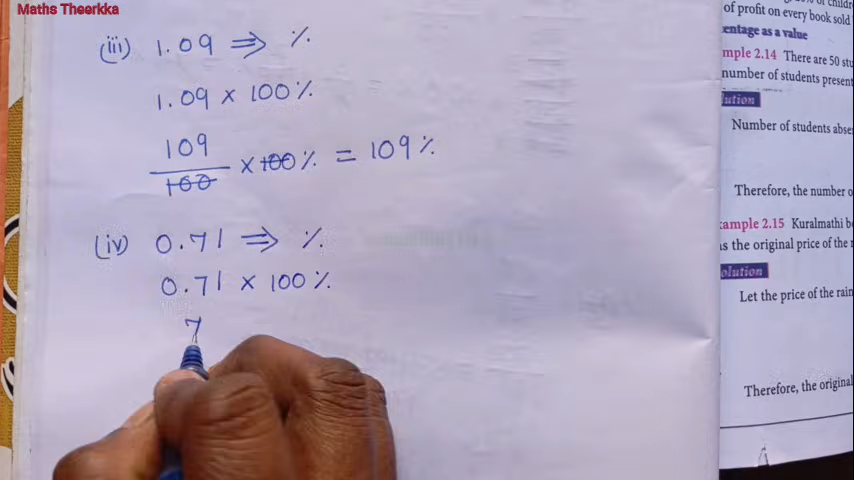 Maths Theerkka
(iii) 1.09 ⇒ %
1.09 × 100%
109/100 × 100% = 109%
(iv) 0.71 ⇒ %
0.71 × 100%
7
of profit on every book sold
entage as a value
mple 2.14 There are 50 stu
number of students present
lution
Number of students abse
Therefore, the number o
ample 2.15 Kuralmathi b
s the original price of the
olution
Let the price of the rain
Therefore, the original